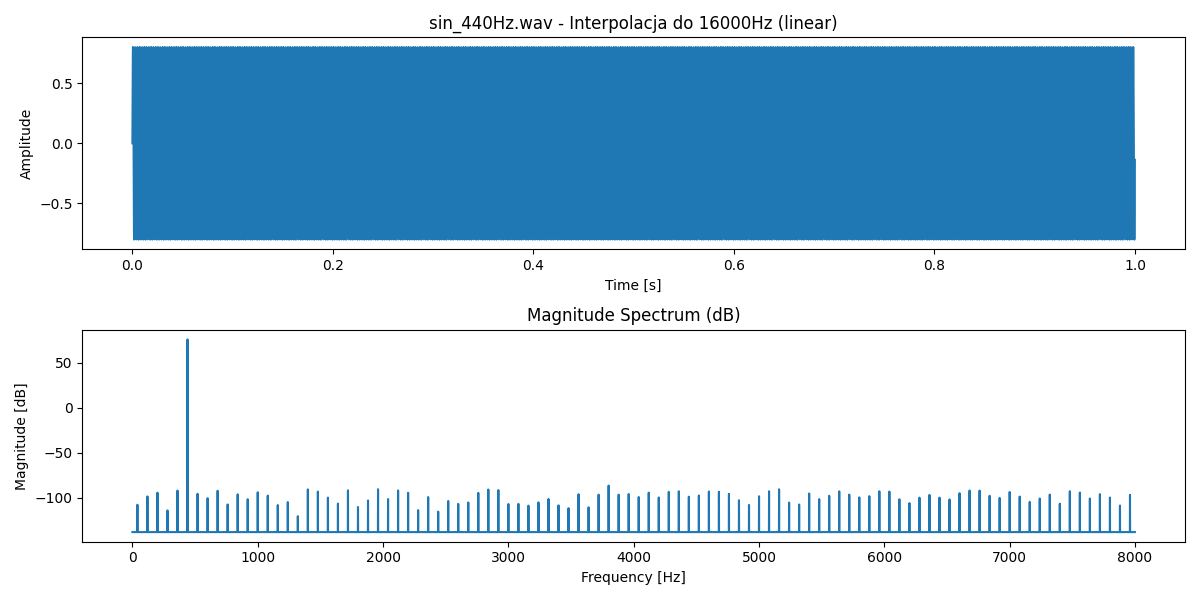 sin_440Hz.wav - Interpolacja do 16000Hz (linear)
Amplitude
0.5
0.0
−0.5
0.0 0.2 0.4 0.6 0.8 1.0
Time [s]
Magnitude Spectrum (dB)
Magnitude [dB]
50
0
−50
−100
0 1000 2000 3000 4000 5000 6000 7000 8000
Frequency [Hz]